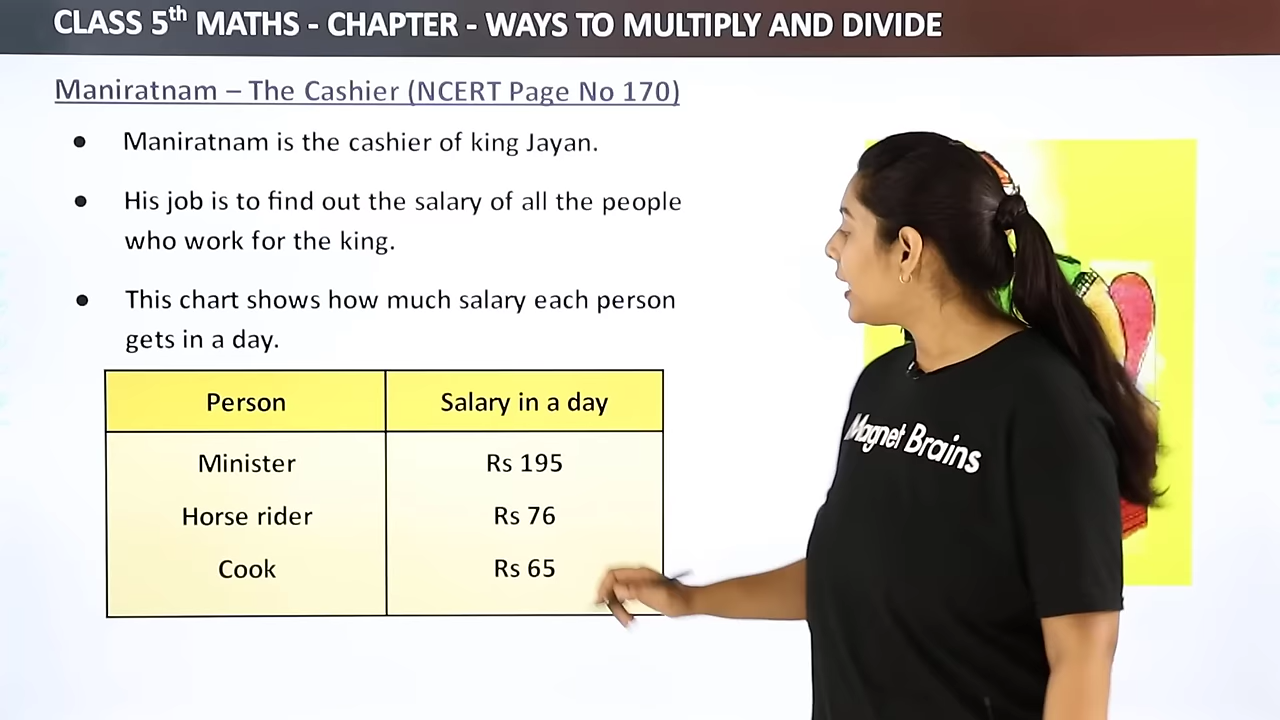 CLASS 5th MATHS - CHAPTER - WAYS TO MULTIPLY AND DIVIDE
Maniratnam – The Cashier (NCERT Page No 170)
● Maniratnam is the cashier of king Jayan.
● His job is to find out the salary of all the people
who work for the king.
● This chart shows how much salary each person
gets in a day.
Person Salary in a day
Minister Rs 195
Horse rider Rs 76
Cook Rs 65
Magnet Brains